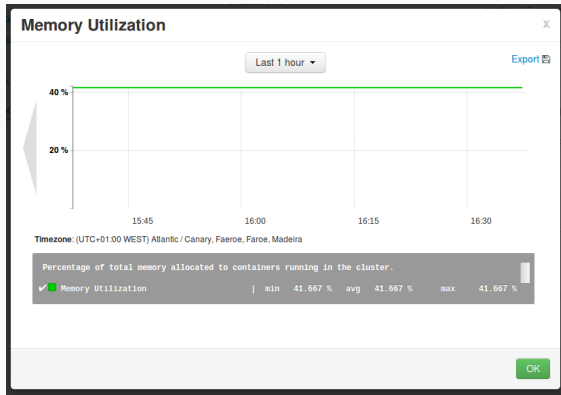 Memory Utilization
x
Last 1 hour
Export
40 %
20 %
15:45 16:00 16:15 16:30
Timezone: (UTC+01:00 WEST) Atlantic / Canary, Faeroe, Faroe, Madeira
Percentage of total memory allocated to containers running in the cluster.
Memory Utilization | min 41.667 % avg 41.667 % max 41.667 %
OK